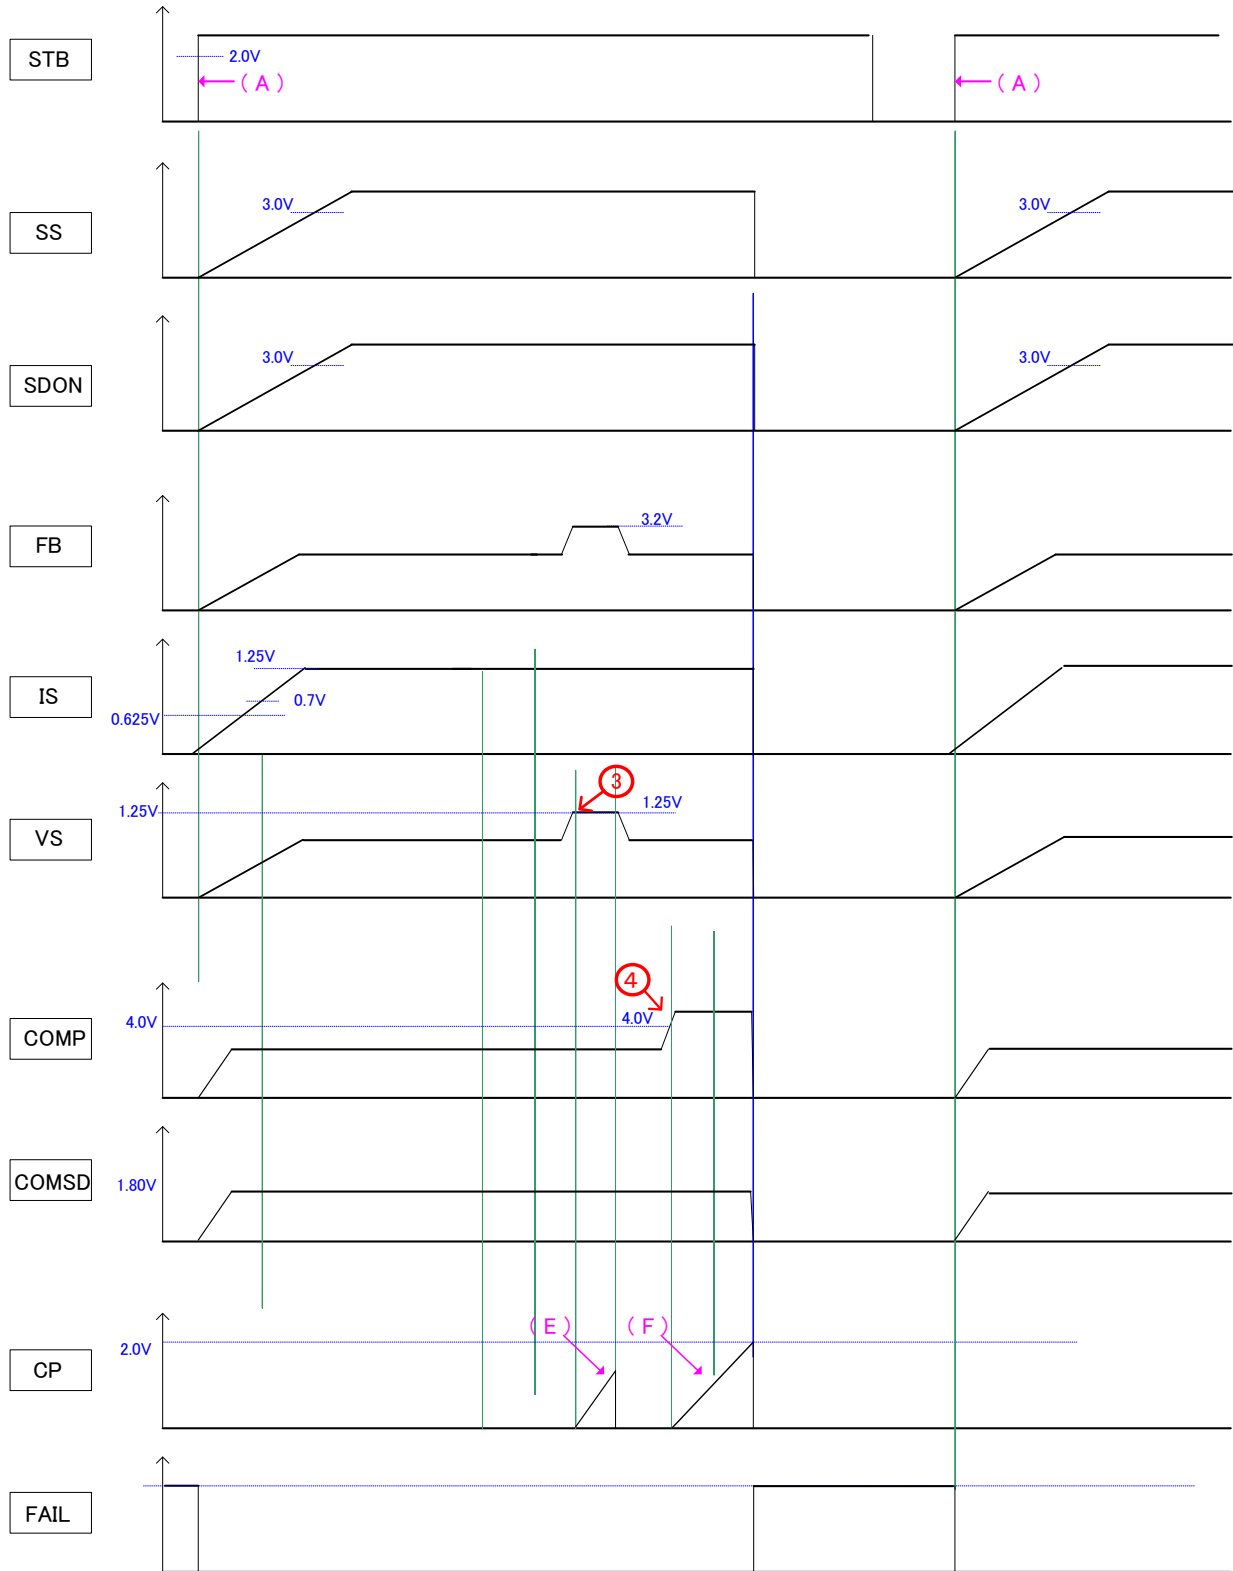 STB
2.0V
(A)
(A)
SS
3.0V
3.0V
SDON
3.0V
3.0V
FB
3.2V
IS
1.25V
0.7V
0.625V
VS
1.25V
③
1.25V
COMP
4.0V
④
4.0V
COMSD
1.80V
CP
2.0V
(E)
(F)
FAIL